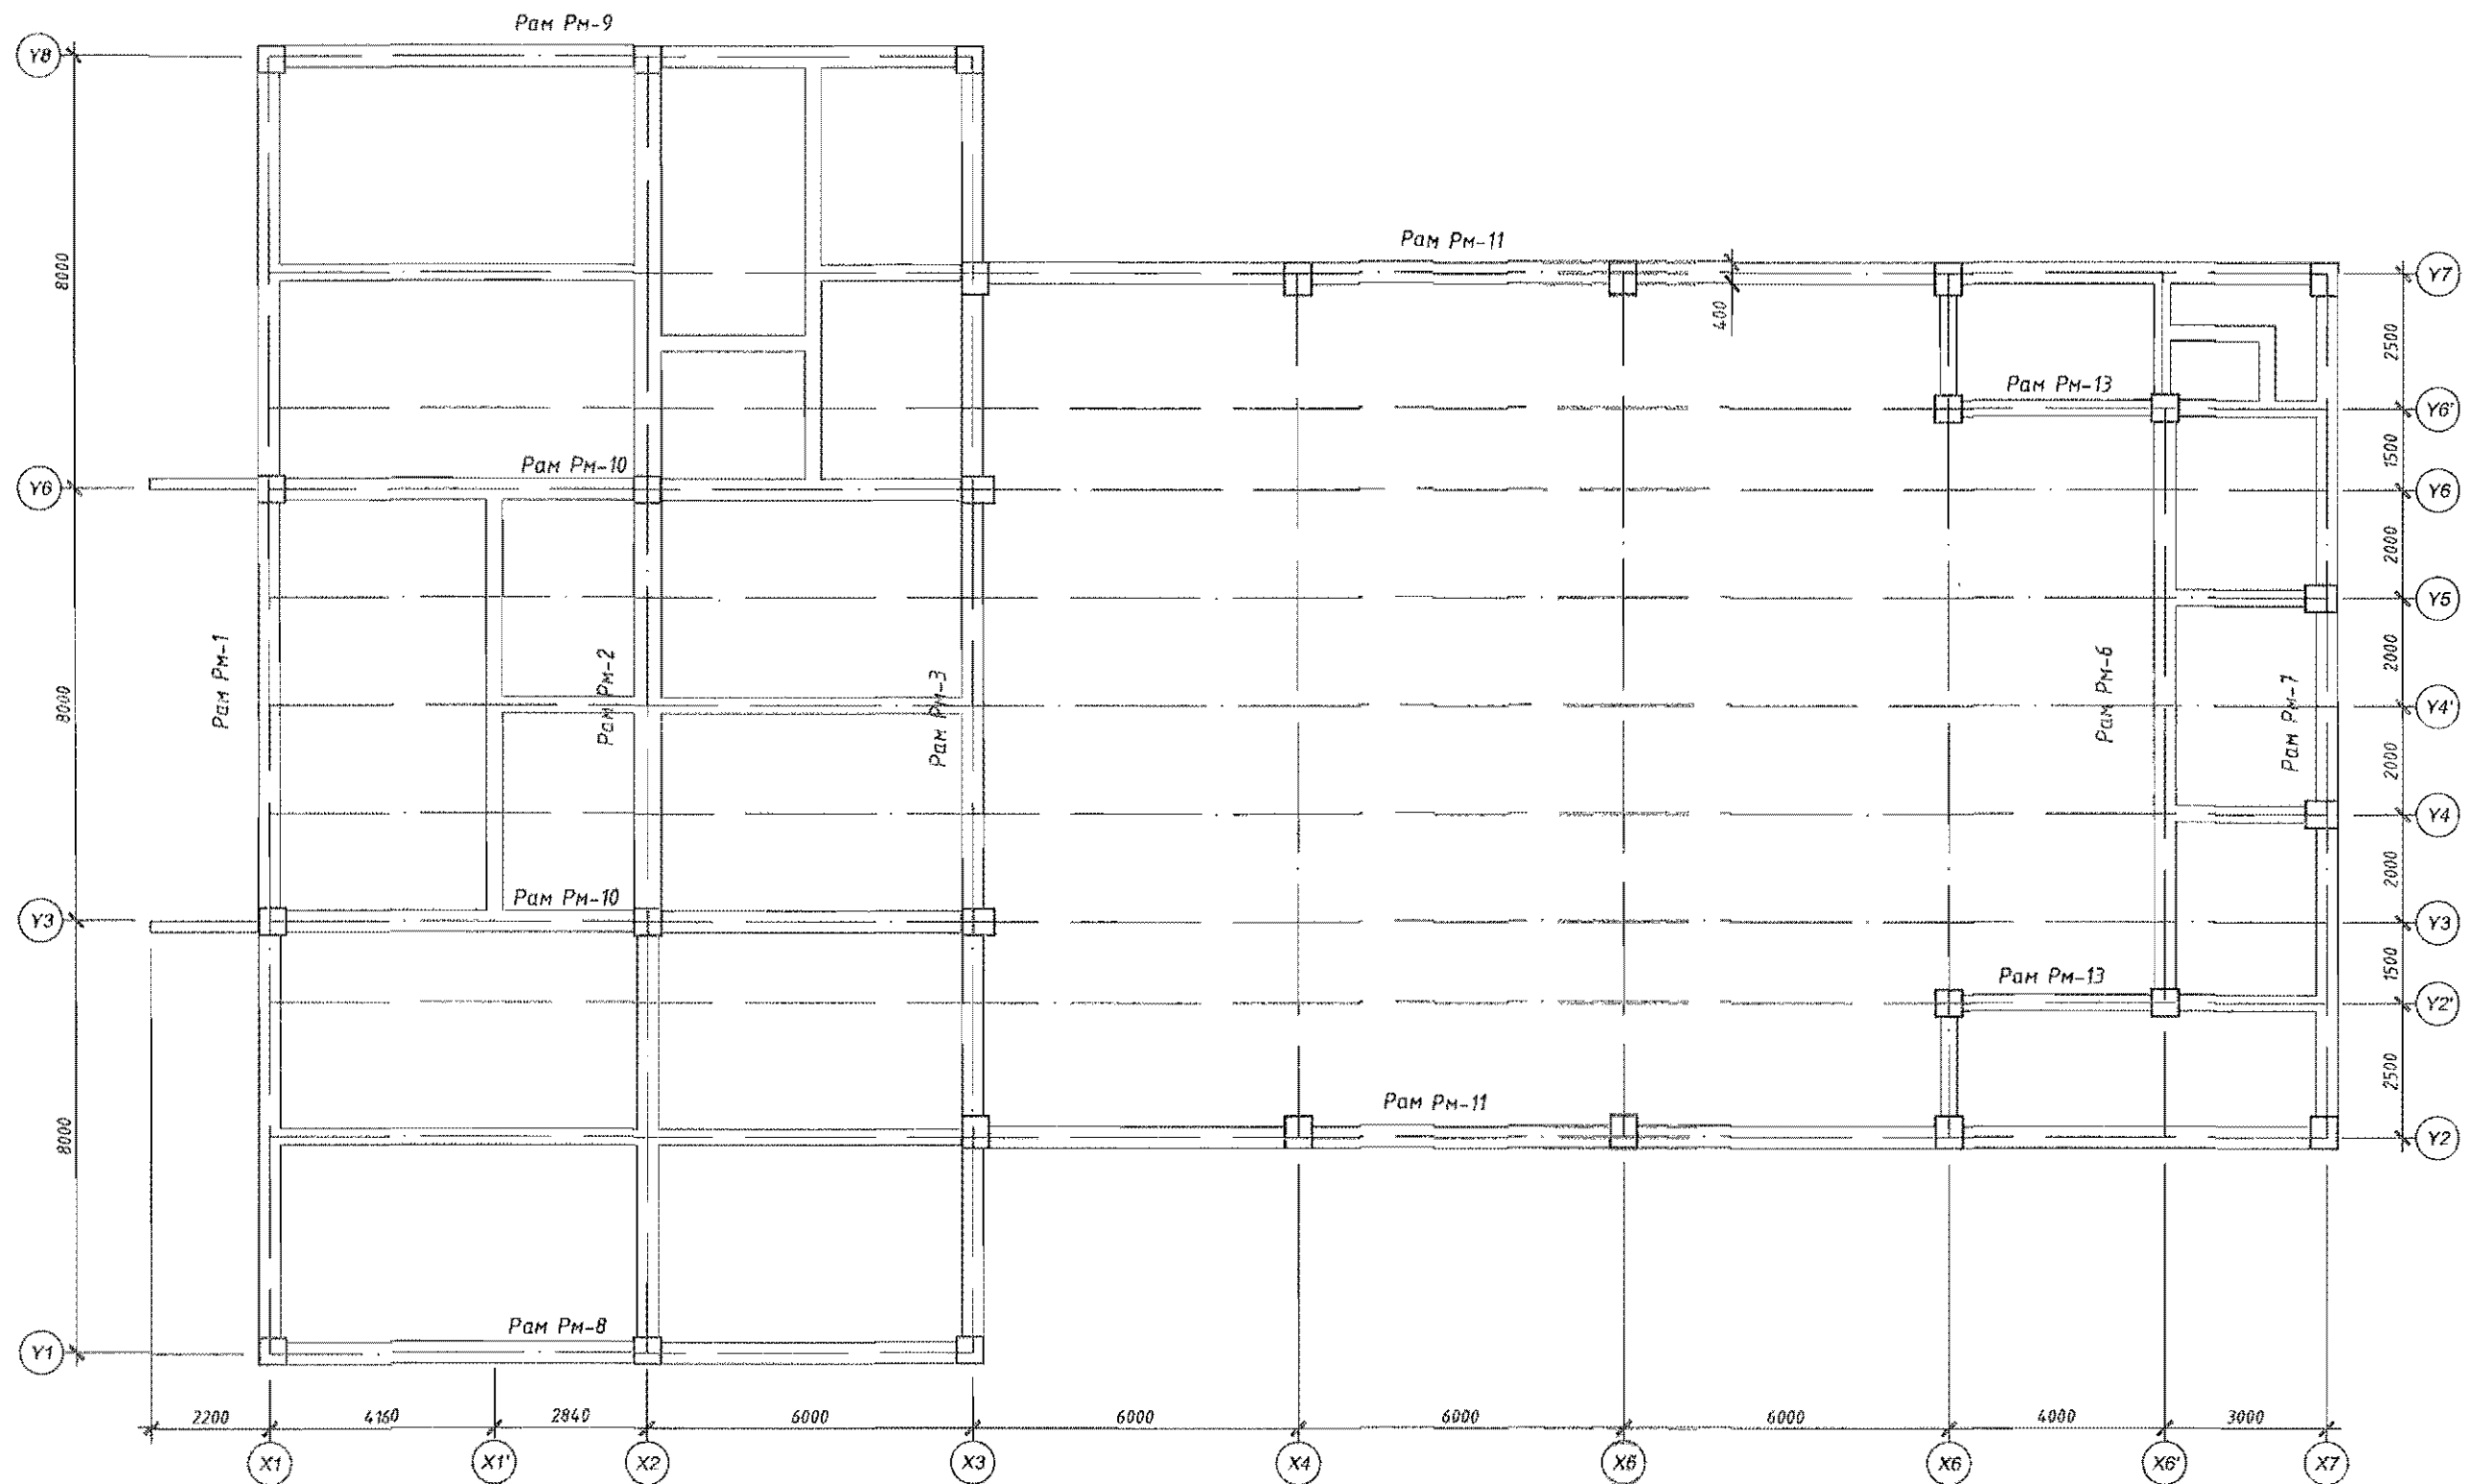 Рам Рм-9
Y8
Рам Рм-11
Y7
8000
400
2500
Рам Рм-13
Y6'
Рам Рм-10
1500
Y6
Y6
2000
Y5
Рам Рм-1
Рам Рм-2
Рам Рм-3
Рам Рм-6
Рам Рм-7
2000
8000
Y4'
2000
Y4
2000
Рам Рм-10
Y3
Y3
Рам Рм-13
1500
Y2'
2500
Рам Рм-11
8000
Y2
Рам Рм-8
Y1
2200 4160 2840 6000 6000 6000 6000 4000 3000
X1 X1' X2 X3 X4 X6 X6 X6' X7